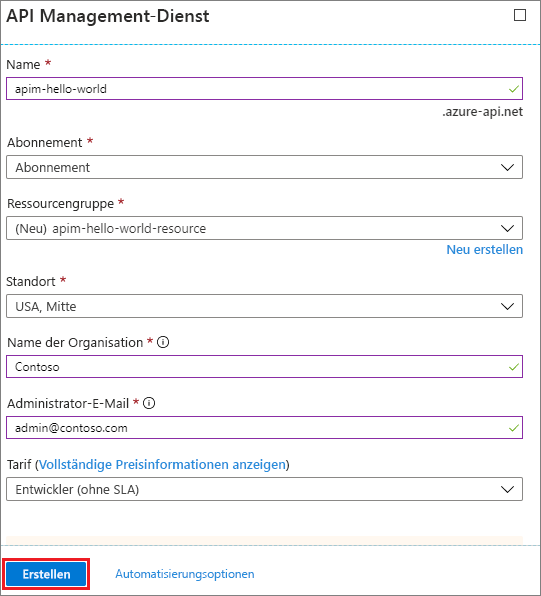 API Management-Dienst
Name *
apim-hello-world
.azure-api.net
Abonnement *
Abonnement
Ressourcengruppe *
(Neu) apim-hello-world-resource
Neu erstellen
Standort *
USA, Mitte
Name der Organisation *
Contoso
Administrator-E-Mail *
admin@contoso.com
Tarif (Vollständige Preisinformationen anzeigen)
Entwickler (ohne SLA)
Erstellen Automatisierungsoptionen